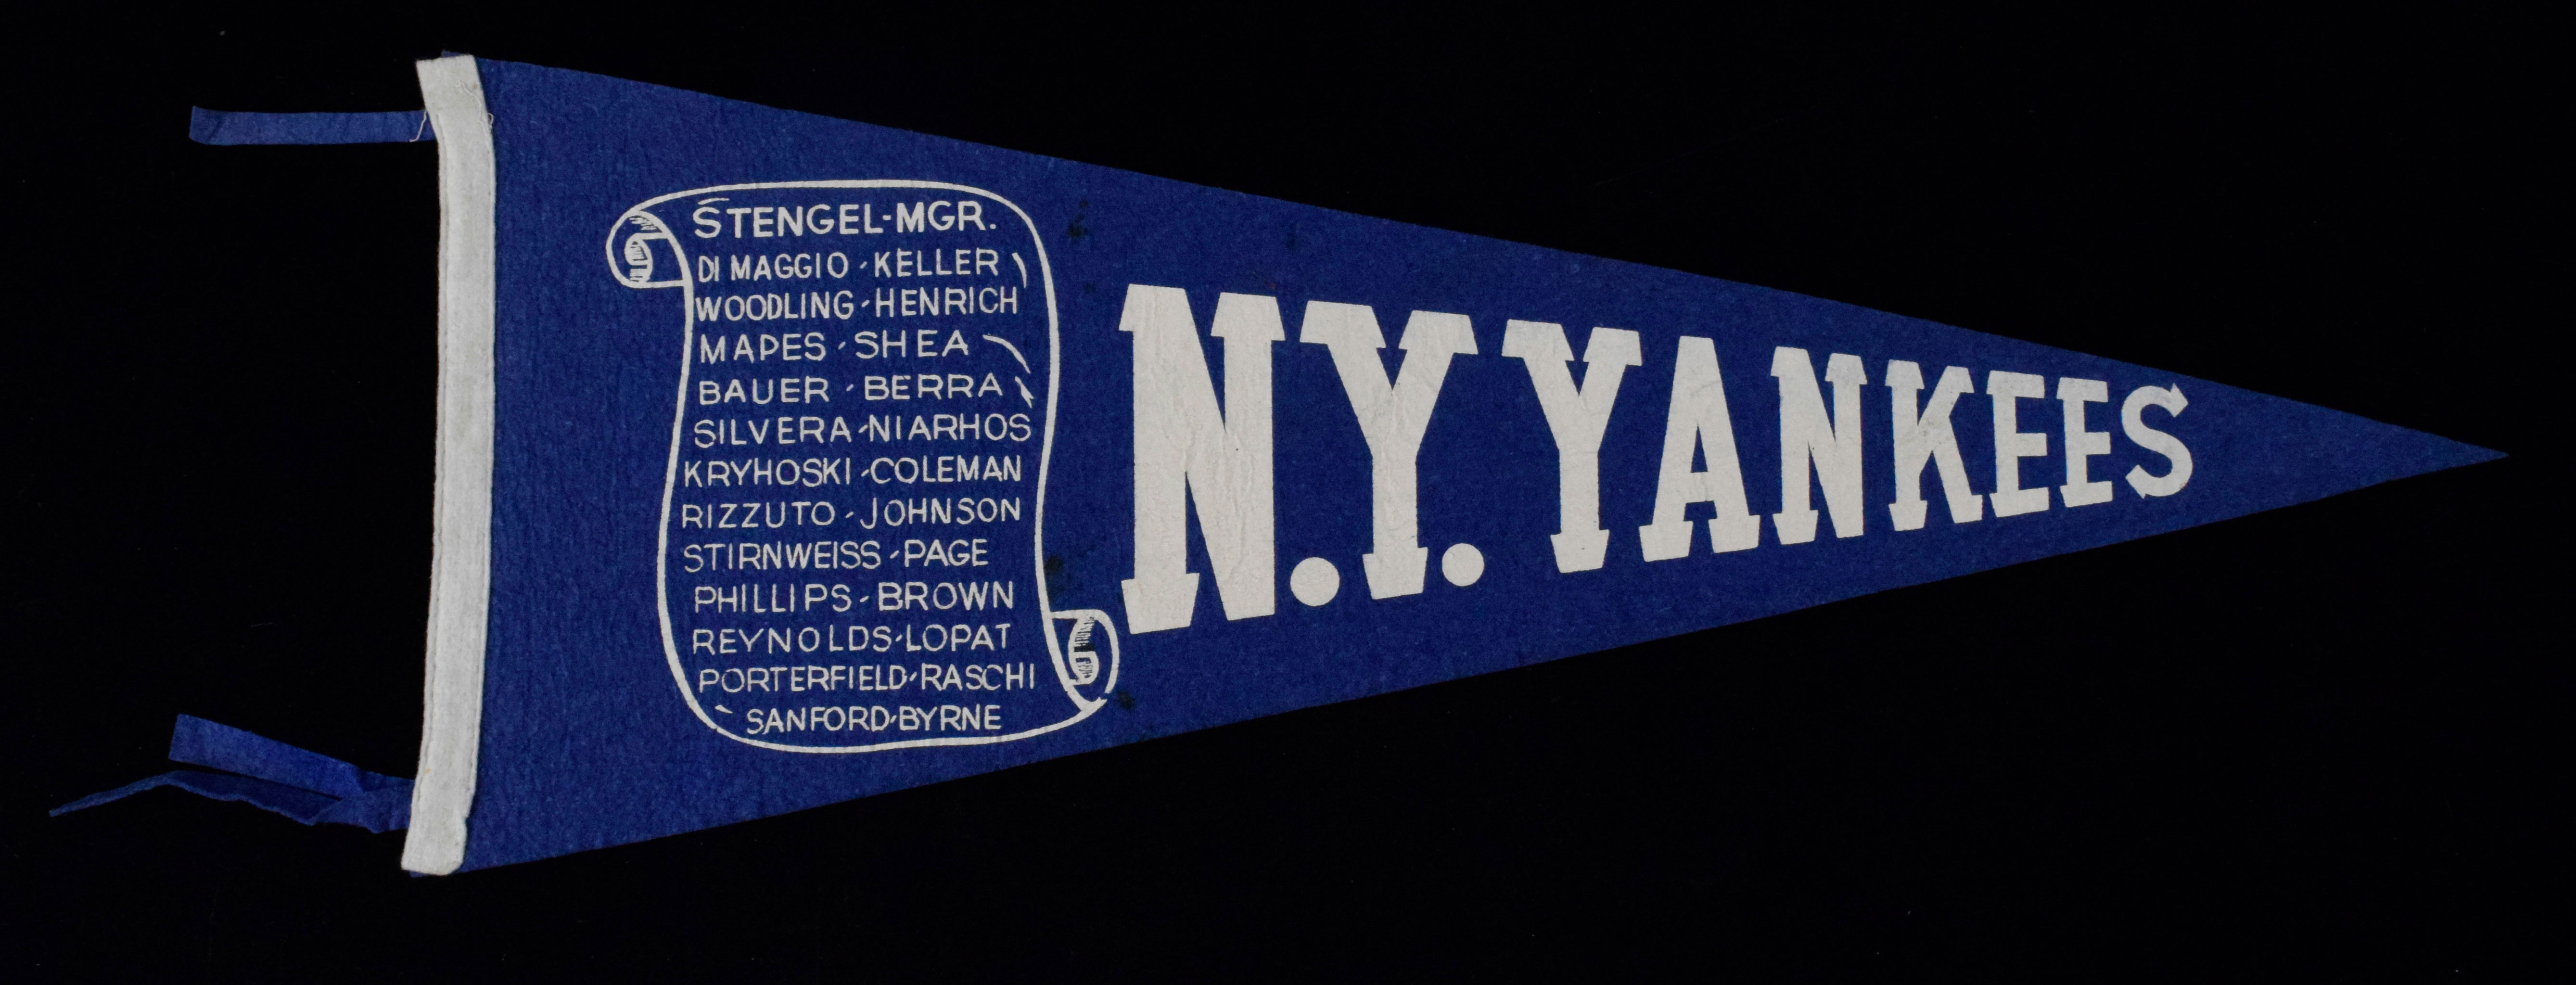 STENGEL-MGR.
DI MAGGIO-KELLER
WOODLING-HENRICH
MAPES-SHEA
BAUER-BERRA
SILVERA-NIARHOS
KRYHOSKI-COLEMAN
RIZZUTO-JOHNSON
STIRNWEISS-PAGE
PHILLIPS-BROWN
REYNOLDS-LOPAT
PORTERFIELD-RASCHI
SANFORD-BYRNE
N.Y. YANKEES